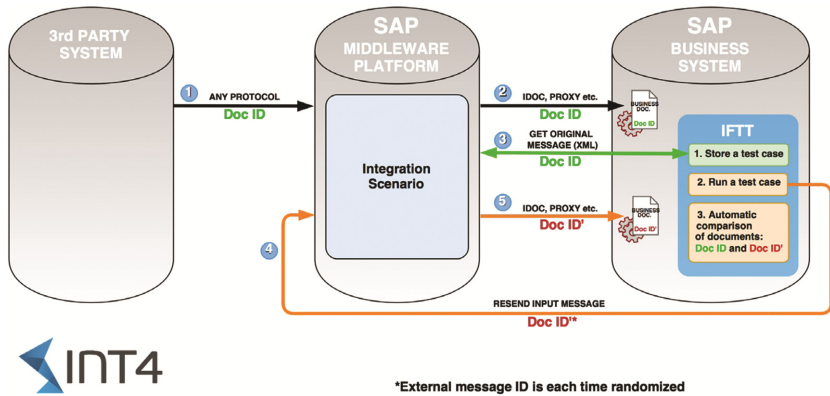 3rd PARTY
SYSTEM
SAP
MIDDLEWARE
PLATFORM
SAP
BUSINESS
SYSTEM
1
ANY PROTOCOL
Doc ID
2
IDOC, PROXY etc.
Doc ID
BUSINESS
DOC.
Doc ID
3
GET ORIGINAL
MESSAGE (XML)
Doc ID
IFTT
1. Store a test case
2. Run a test case
3. Automatic
comparison
of documents:
Doc ID and Doc ID'
Integration
Scenario
5
IDOC, PROXY etc.
Doc ID'
BUSINESS
DOC.
Doc ID'
4
RESEND INPUT MESSAGE
Doc ID'*
INT4
*External message ID is each time randomized